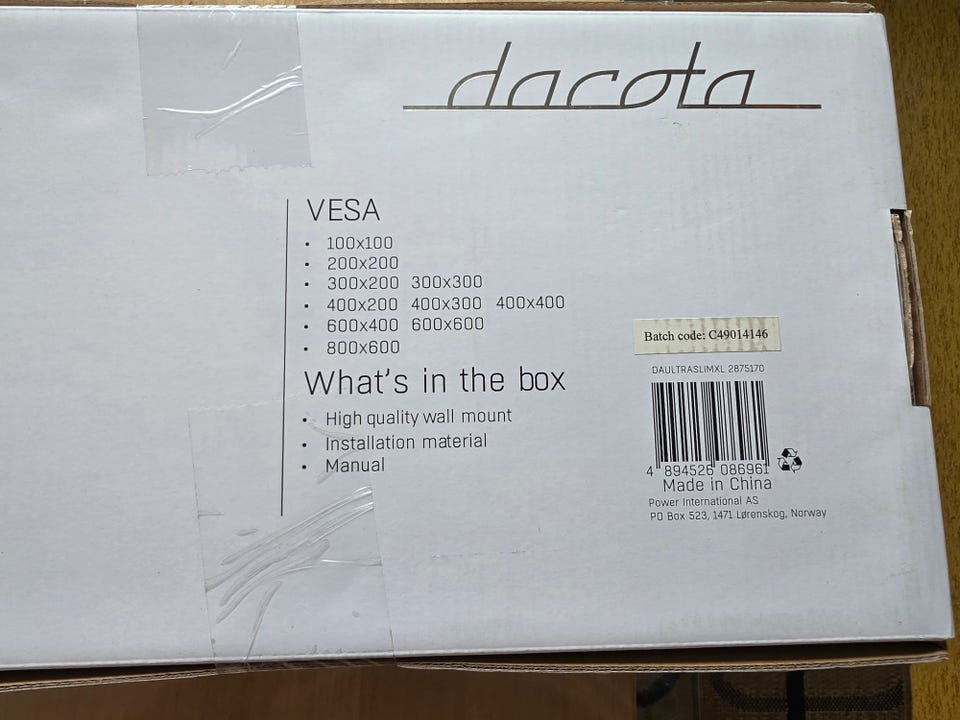 dacota
VESA
• 100x100
• 200x200
• 300x200 300x300
• 400x200 400x300 400x400
• 600x400 600x600
• 800x600
What's in the box
• High quality wall mount
• Installation material
• Manual
Batch code: C49014146
DAULTRASLIMXL 2875170
4 894526 086961
Made in China
Power International AS
PO Box 523, 1471 Lørenskog, Norway